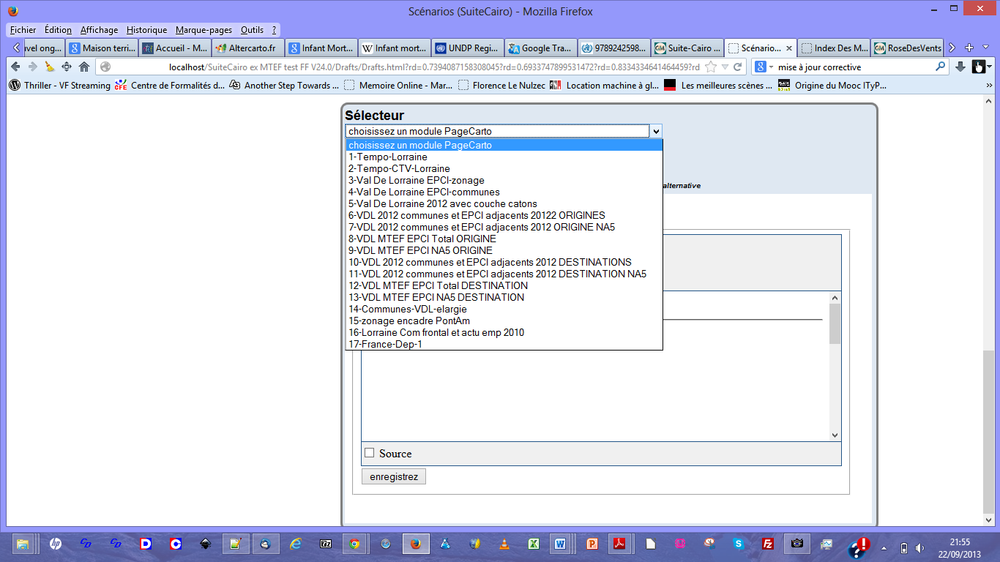 Scénarios (SuiteCairo) - Mozilla Firefox
Fichier Édition Affichage Historique Marque-pages Outils ?
vel ong... Maison terri... Accueil - M... Altercarto.fr Infant Mort... Infant mort... UNDP Regi... Google Tra... 9789242598... Suite-Cairo ... Scénario... Index Des M... RoseDesVents
localhost/SuiteCairo ex MTEF test FF V24.0/Drafts/Drafts.html?rd=0.7394087158308045?rd=0.6933747899531472?rd=0.8334334641464459?rd mise à jour corrective
Thriller - VF Streaming Centre de Formalités d... Another Step Towards ... Memoire Online - Mar... Florence Le Nulzec Location machine à gl... Les meilleures scènes ... Origine du Mooc ITyP...
Sélecteur
choisissez un module PageCarto
choisissez un module PageCarto
1-Tempo-Lorraine
2-Tempo-CTV-Lorraine
3-Val De Lorraine EPCI-zonage
alternative
4-Val De Lorraine EPCI-communes
5-Val De Lorraine 2012 avec couche catons
6-VDL 2012 communes et EPCI adjacents 20122 ORIGINES
7-VDL 2012 communes et EPCI adjacents 2012 ORIGINE NA5
8-VDL MTEF EPCI Total ORIGINE
9-VDL MTEF EPCI NA5 ORIGINE
10-VDL 2012 communes et EPCI adjacents 2012 DESTINATIONS
11-VDL 2012 communes et EPCI adjacents 2012 DESTINATION NA5
12-VDL MTEF EPCI Total DESTINATION
13-VDL MTEF EPCI NA5 DESTINATION
14-Communes-VDL-elargie
15-zonage encadre PontAm
16-Lorraine Com frontal et actu emp 2010
17-France-Dep-1
Source
enregistrez
21:55
22/09/2013